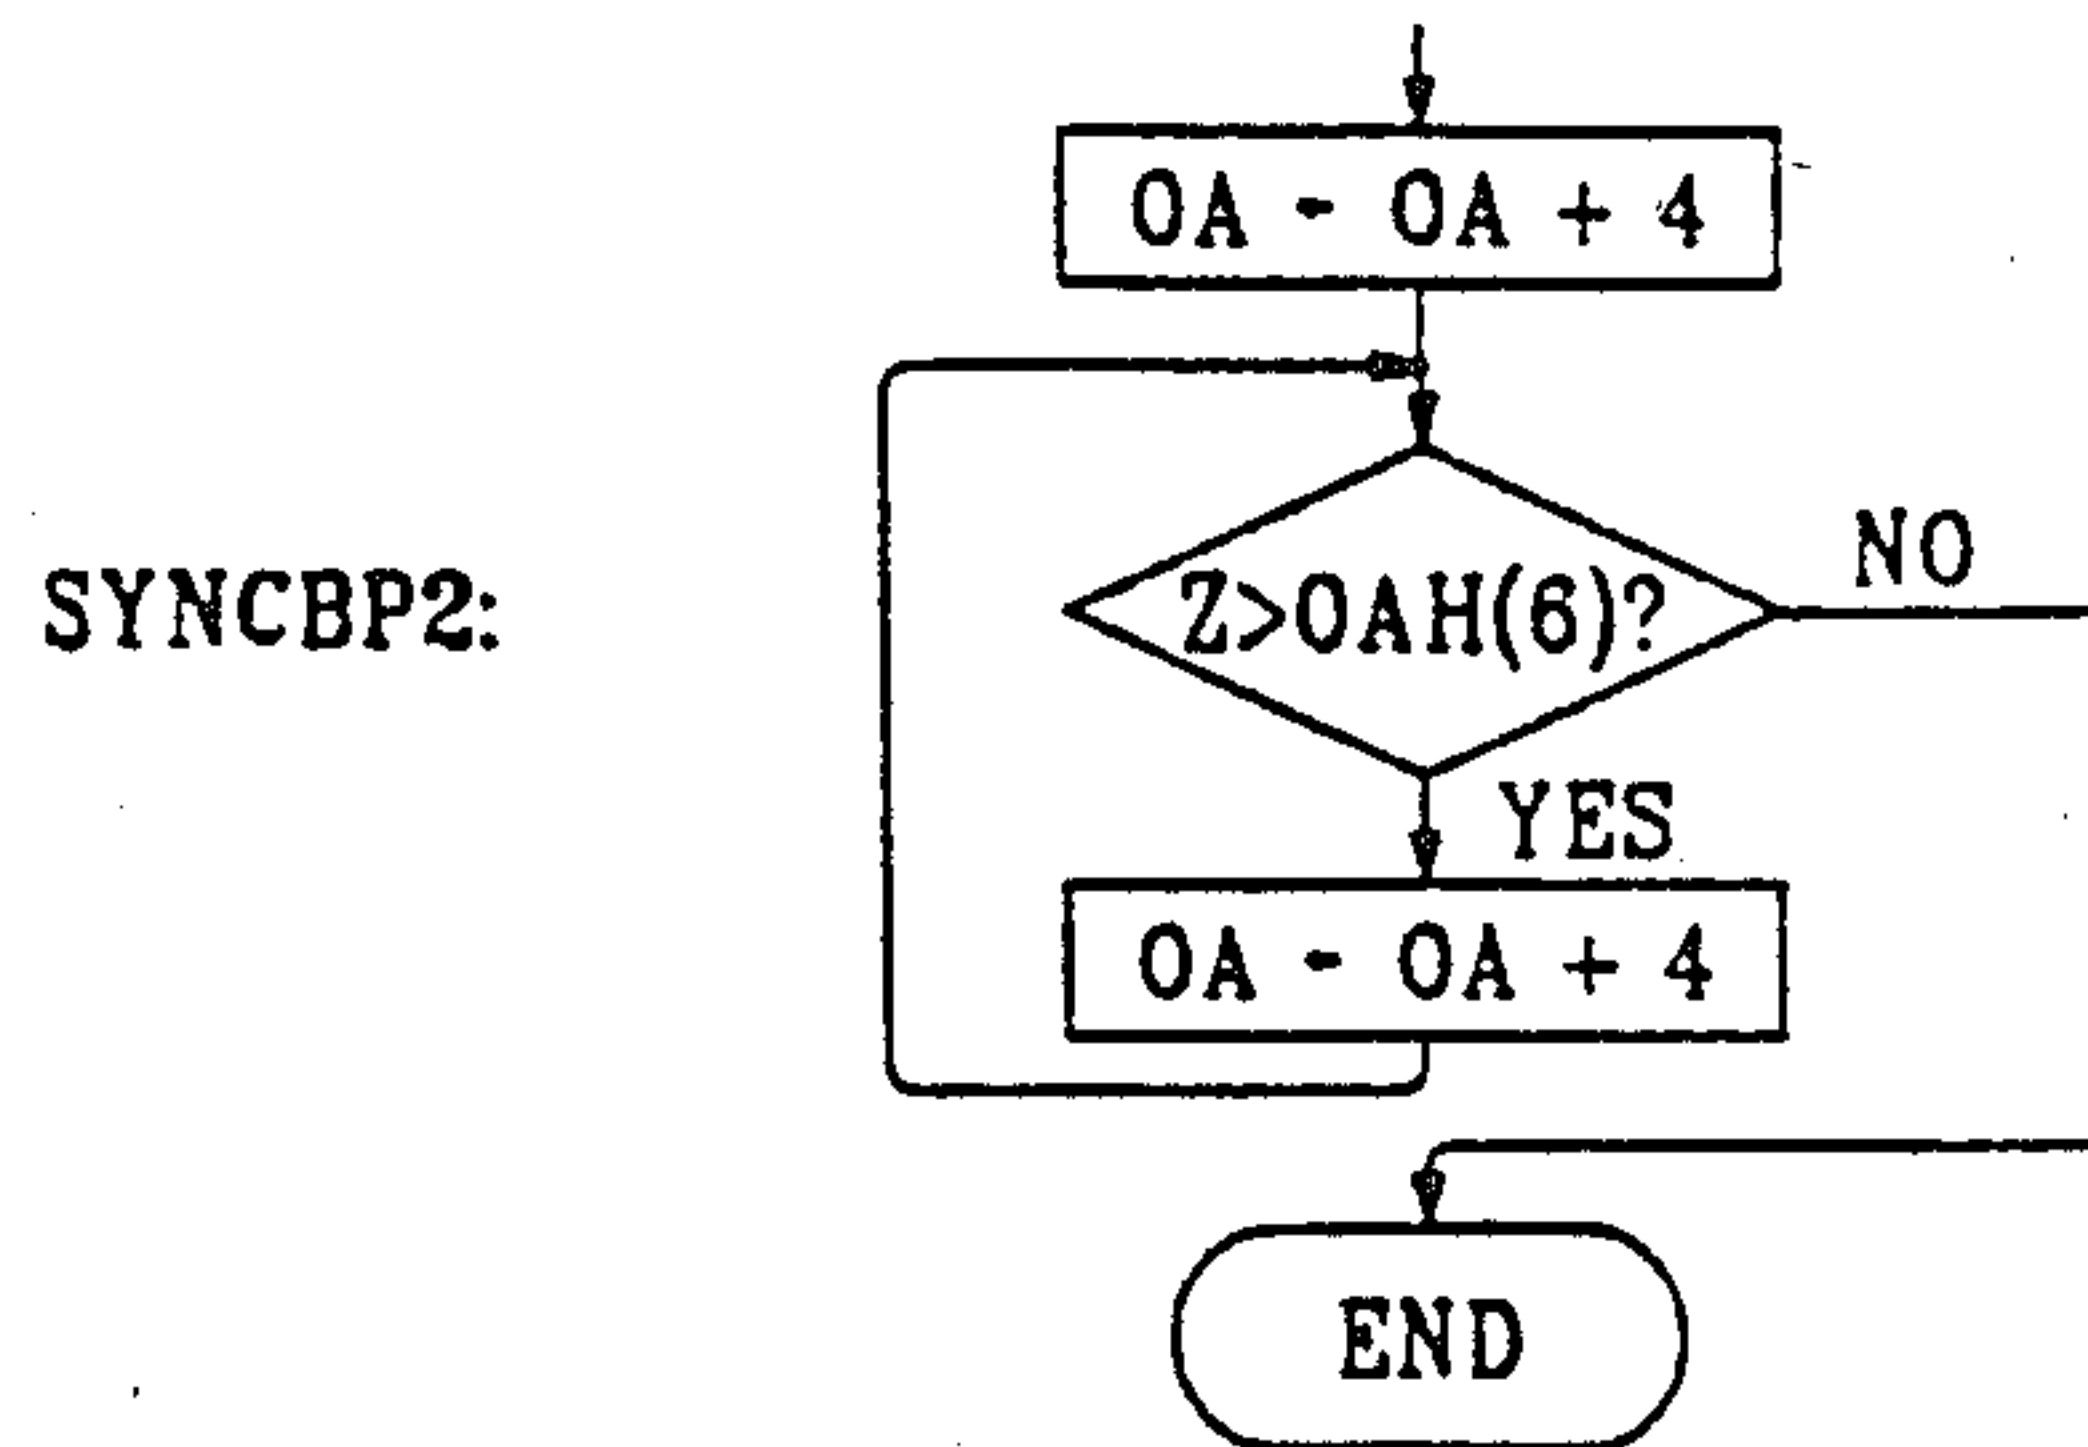 OA - OA + 4
NO
SYNCBP2:
Z>OAH(6)?
YES
OA - OA + 4
END